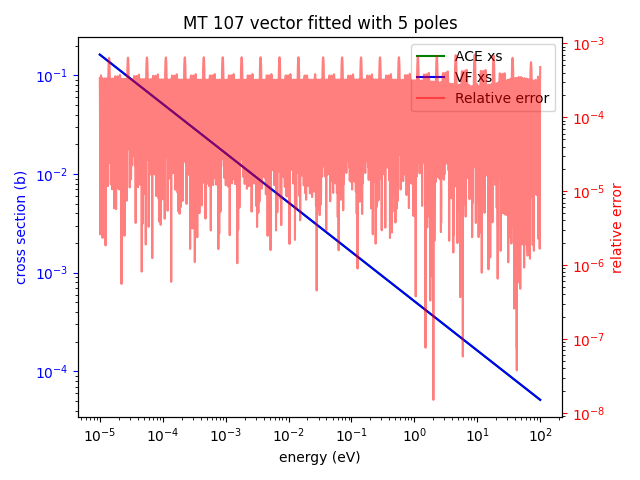 MT 107 vector fitted with 5 poles
ACE xs
VF xs
Relative error
cross section (b)
10⁻¹
10⁻²
10⁻³
10⁻⁴
10⁻³
10⁻⁴
10⁻⁵
10⁻⁶
10⁻⁷
10⁻⁸
relative error
10⁻⁵ 10⁻⁴ 10⁻³ 10⁻² 10⁻¹ 10⁰ 10¹ 10²
energy (eV)